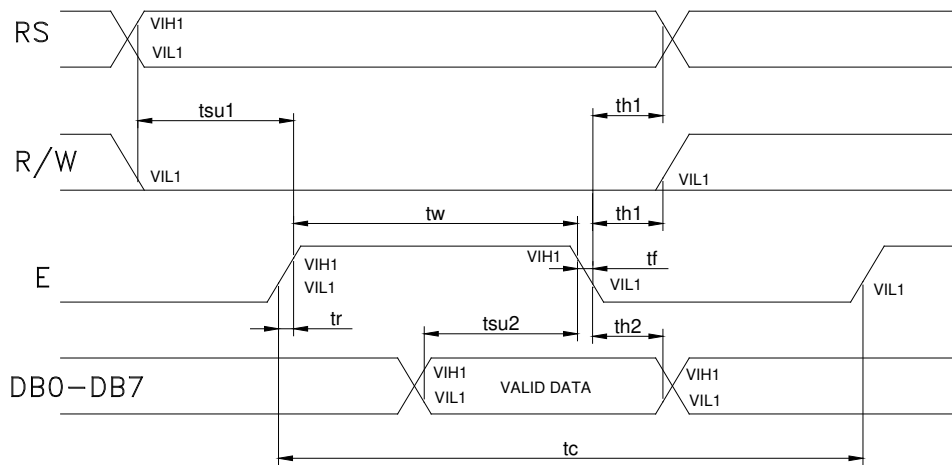 RS
VIH1
VIL1
tsu1
th1
R/W
VIL1
VIL1
tw
th1
E
VIH1
VIL1
VIH1
tf
VIL1
VIL1
tr
tsu2
th2
DB0-DB7
VIH1
VIL1
VALID DATA
VIH1
VIL1
tc